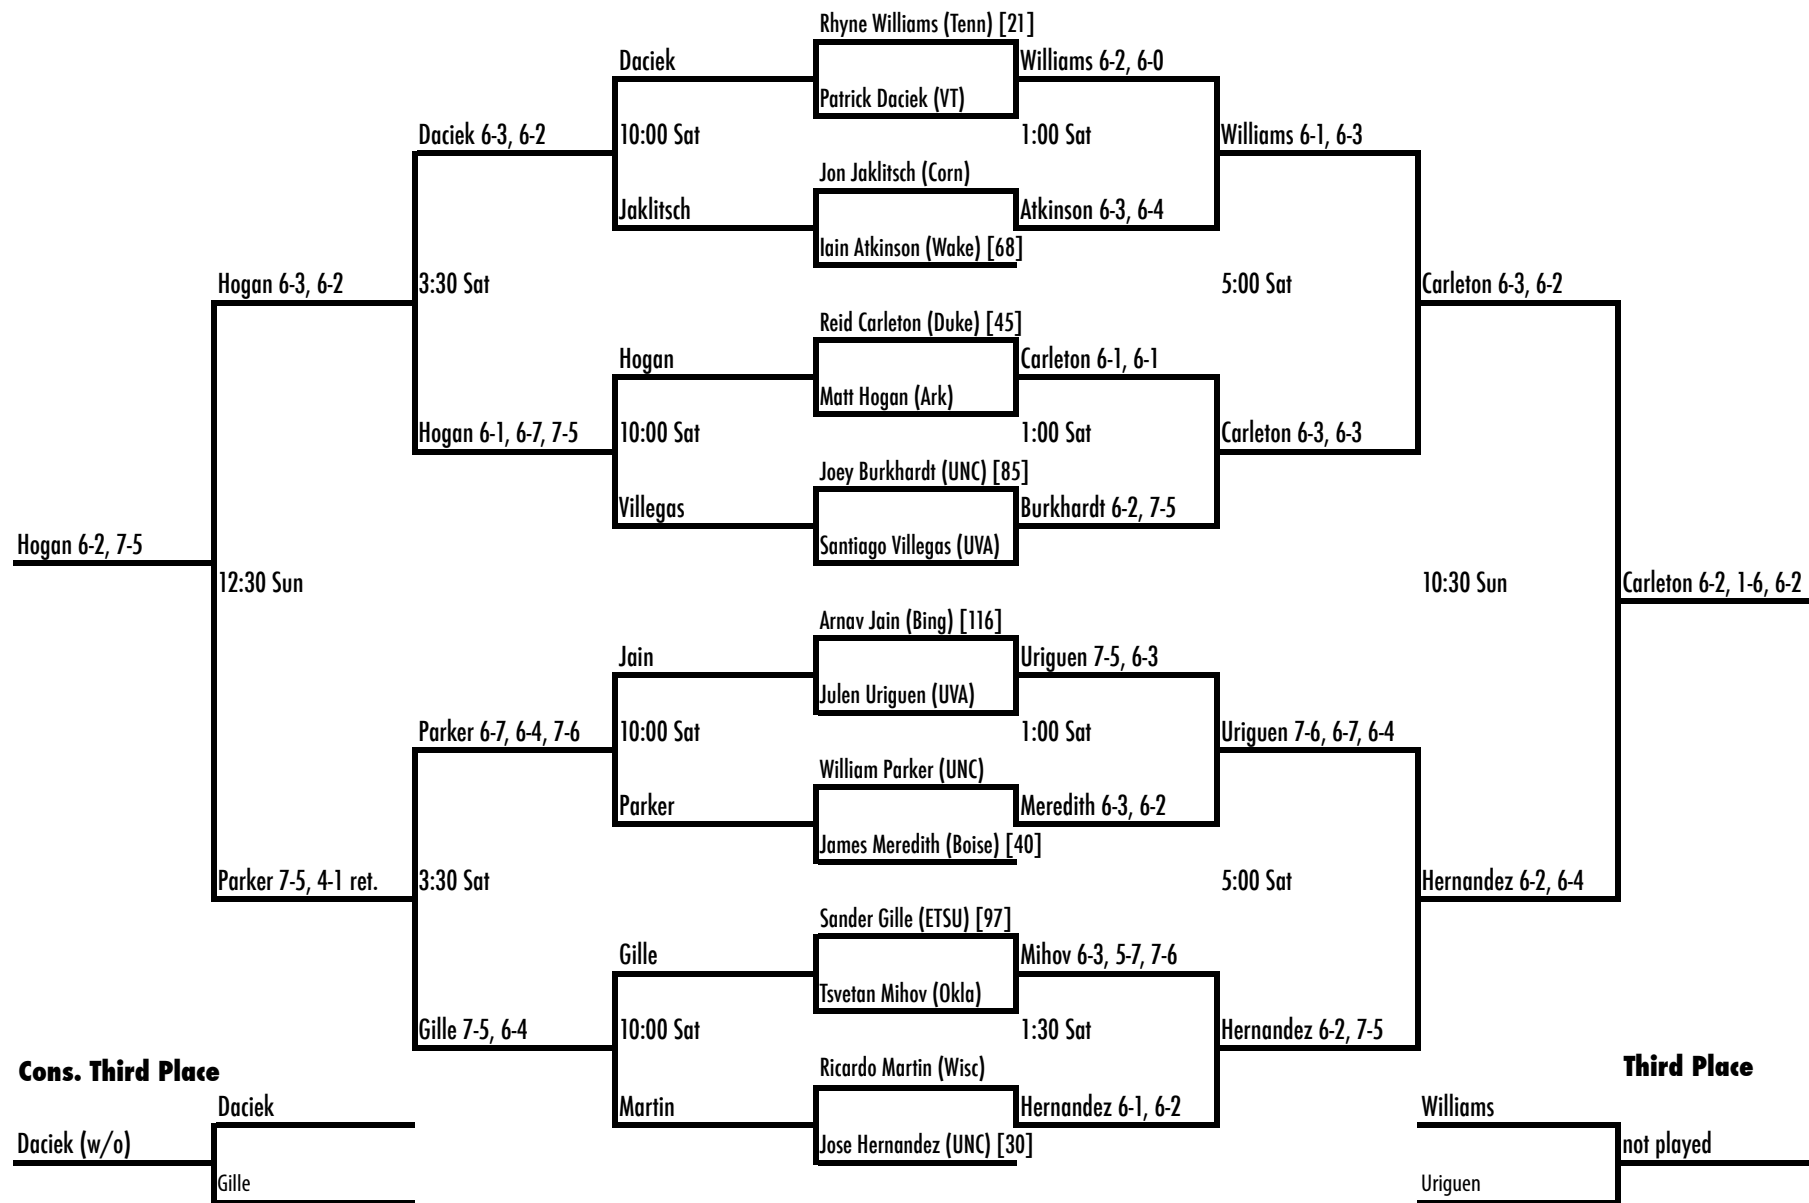 Rhyne Williams (Tenn) [21]
Daciek
Williams 6-2, 6-0
Patrick Daciek (VT)
Daciek 6-3, 6-2
10:00 Sat
1:00 Sat
Williams 6-1, 6-3
Jon Jaklitsch (Corn)
Jaklitsch
Atkinson 6-3, 6-4
Iain Atkinson (Wake) [68]
Hogan 6-3, 6-2
3:30 Sat
5:00 Sat
Carleton 6-3, 6-2
Reid Carleton (Duke) [45]
Hogan
Carleton 6-1, 6-1
Matt Hogan (Ark)
Hogan 6-1, 6-7, 7-5
10:00 Sat
1:00 Sat
Carleton 6-3, 6-3
Joey Burkhardt (UNC) [85]
Villegas
Burkhardt 6-2, 7-5
Hogan 6-2, 7-5
Santiago Villegas (UVA)
12:30 Sun
10:30 Sun
Carleton 6-2, 1-6, 6-2
Arnav Jain (Bing) [116]
Jain
Uriguen 7-5, 6-3
Julen Uriguen (UVA)
Parker 6-7, 6-4, 7-6
10:00 Sat
1:00 Sat
Uriguen 7-6, 6-7, 6-4
William Parker (UNC)
Parker
Meredith 6-3, 6-2
James Meredith (Boise) [40]
Parker 7-5, 4-1 ret.
3:30 Sat
5:00 Sat
Hernandez 6-2, 6-4
Sander Gille (ETSU) [97]
Gille
Mihov 6-3, 5-7, 7-6
Tsvetan Mihov (Okla)
Gille 7-5, 6-4
10:00 Sat
1:30 Sat
Hernandez 6-2, 7-5
Cons. Third Place
Ricardo Martin (Wisc)
Third Place
Daciek
Martin
Hernandez 6-1, 6-2
Williams
Daciek (w/o)
Jose Hernandez (UNC) [30]
not played
Gille
Uriguen